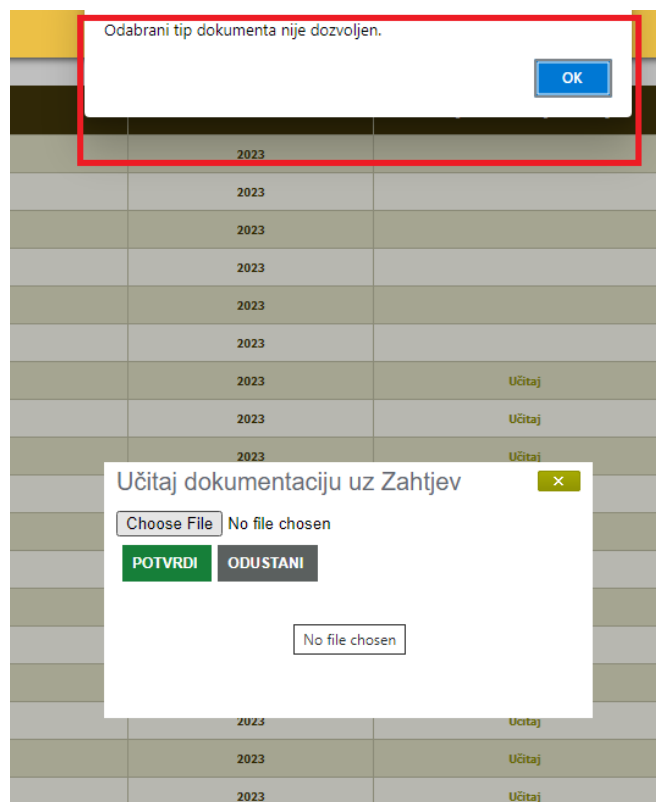 Odabrani tip dokumenta nije dozvoljen.
OK
2023
2023
2023
2023
2023
2023
2023 Učitaj
2023 Učitaj
2023 Učitaj
Učitaj dokumentaciju uz Zahtjev
Choose File No file chosen
POTVRDI ODUSTANI
No file chosen
2023 Učitaj
2023 Učitaj
2023 Učitaj